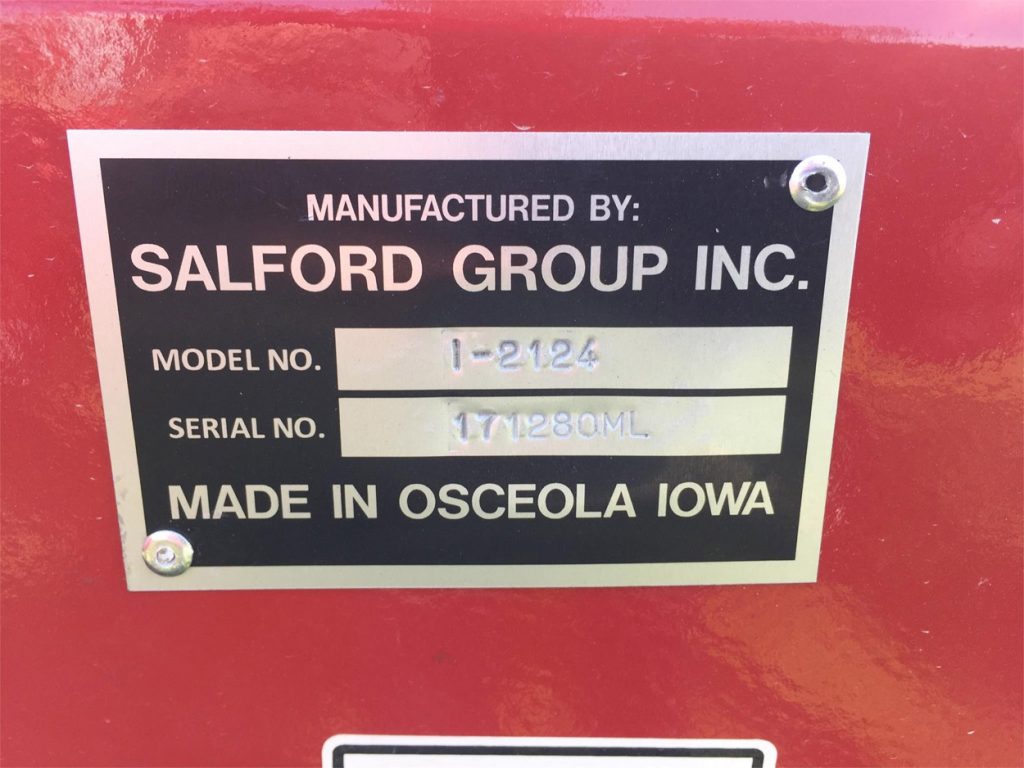 MANUFACTURED BY:
SALFORD GROUP INC.
MODEL NO. I-2124
SERIAL NO. 171280ML
MADE IN OSCEOLA IOWA